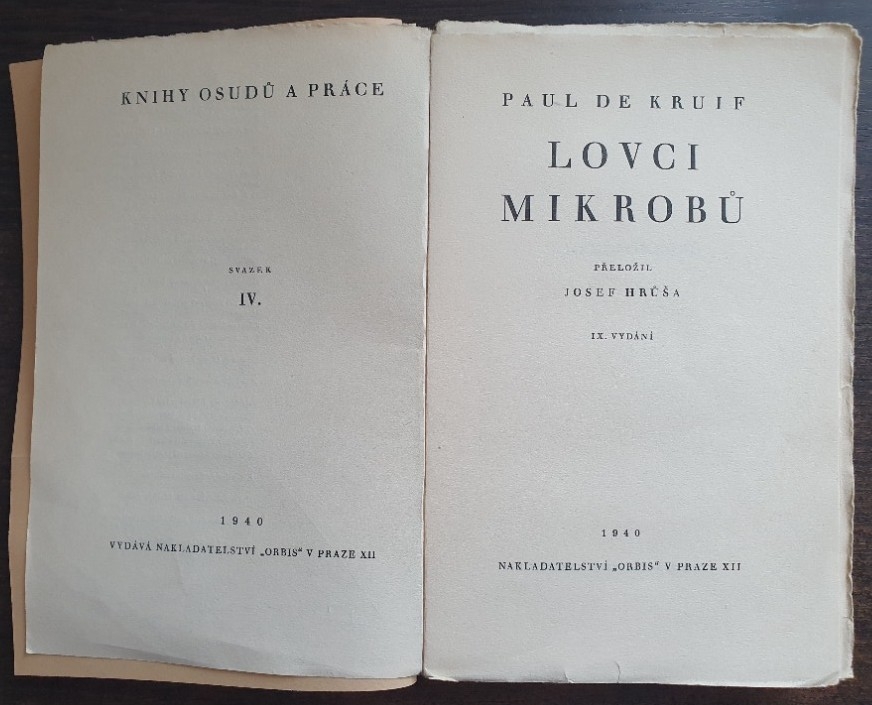 KNIHY OSUDŮ A PRÁCE
SVAZEK
IV.
1940
VYDÁVÁ NAKLADATELSTVÍ „ORBIS“ V PRAZE XII
PAUL DE KRUIF
LOVCI
MIKROBŮ
PŘELOŽIL
JOSEF HRŮŠA
IX. VYDÁNÍ
1940
NAKLADATELSTVÍ „ORBIS“ V PRAZE XII